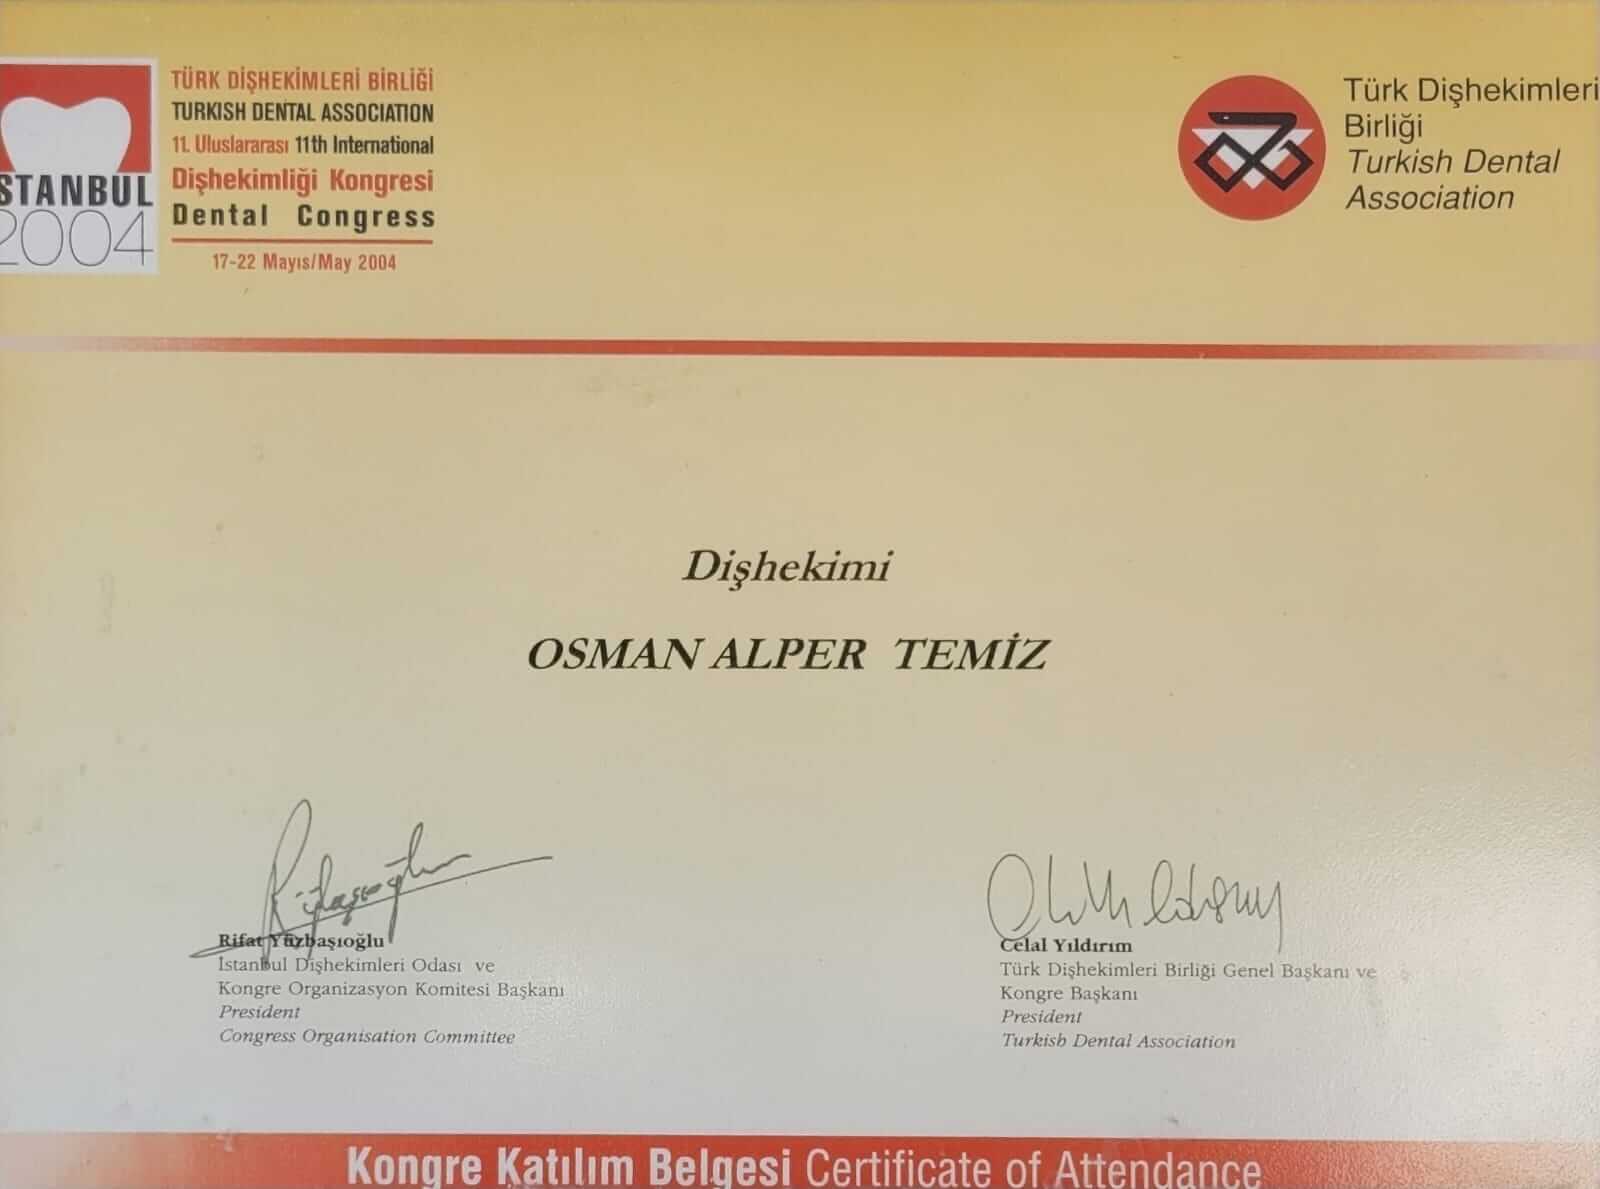 STANBUL
2004
TÜRK DİŞHEKİMLERİ BİRLİĞİ
TURKISH DENTAL ASSOCIATION
11. Uluslararası 11th International
Dişhekimliği Kongresi
Dental Congress
17-22 Mayıs/May 2004
Türk Dişhekimleri
Birliği
Turkish Dental
Association
Dişhekimi
OSMAN ALPER TEMİZ
Rifat Yüzbaşıoğlu
İstanbul Dişhekimleri Odası ve
Kongre Organizasyon Komitesi Başkanı
President
Congress Organisation Committee
Celal Yıldırım
Türk Dişhekimleri Birliği Genel Başkanı ve
Kongre Başkanı
President
Turkish Dental Association
Kongre Katılım Belgesi Certificate of Attendance